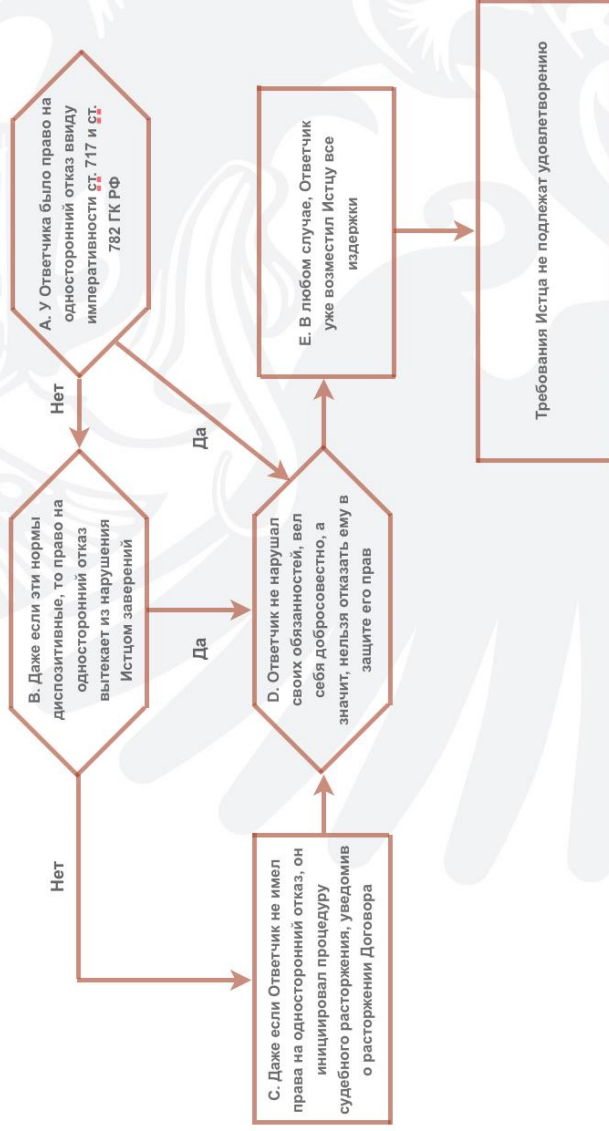 А. У Ответчика было право на
односторонний отказ ввиду
императивности ст. 717 и ст.
782 ГК РФ
Нет
Да
В. Даже если эти нормы
диспозитивные, то право на
односторонний отказ
вытекает из нарушения
Истцом заверений
Нет
Да
С. Даже если Ответчик не имел
права на односторонний отказ, он
инициировал процедуру
судебного расторжения, уведомив
о расторжении Договора
D. Ответчик не нарушал
своих обязанностей, вел
себя добросовестно, а
значит, нельзя отказать ему в
защите его прав
Е. В любом случае, Ответчик
уже возместил Истцу все
издержки
Требования Истца не подлежат удовлетворению